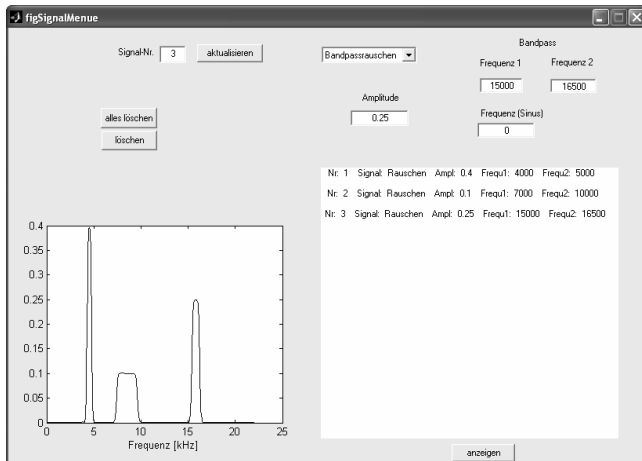 figSignalMenue
Signal-Nr. 3 aktualisieren
Bandpassrauschen
Bandpass
Frequenz 1 Frequenz 2
15000 16500
Amplitude
0.25
Frequenz (Sinus)
0
alles löschen
löschen
Nr. 1 Signal: Rauschen Ampl: 0.4 Frequ1: 4000 Frequ2: 5000
Nr. 2 Signal: Rauschen Ampl: 0.1 Frequ1: 7000 Frequ2: 10000
Nr. 3 Signal: Rauschen Ampl: 0.25 Frequ1: 15000 Frequ2: 16500
0.4
0.35
0.3
0.25
0.2
0.15
0.1
0.05
0
0 5 10 15 20 25
Frequenz [kHz]
anzeigen